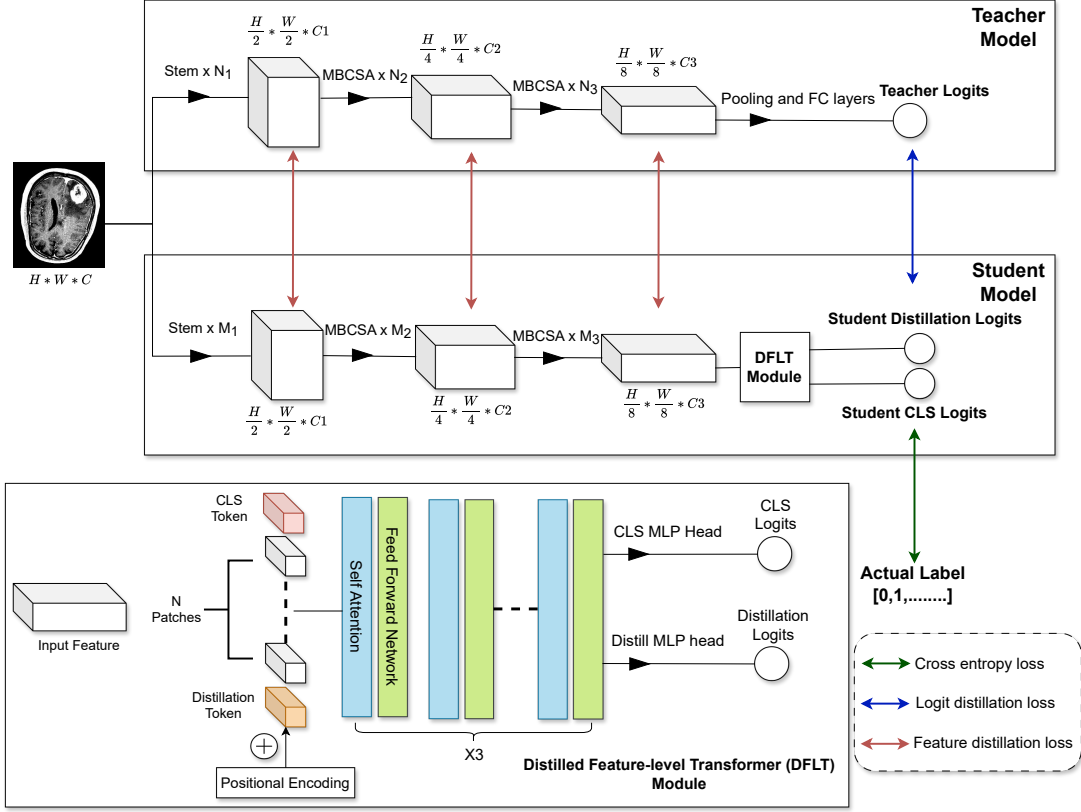 Teacher
Model
H/2 * W/2 * C1
H/4 * W/4 * C2
H/8 * W/8 * C3
Stem x N1
MBCSA x N2
MBCSA x N3
Pooling and FC layers
Teacher Logits
H * W * C
Student
Model
Stem x M1
MBCSA x M2
MBCSA x M3
DFLT
Module
Student Distillation Logits
Student CLS Logits
H/2 * W/2 * C1
H/4 * W/4 * C2
H/8 * W/8 * C3
CLS
Token
N
Patches
Input Feature
Distillation
Token
+
Positional Encoding
Self Attention
Feed Forward Network
X3
CLS MLP Head
CLS
Logits
Distill MLP head
Distillation
Logits
Distilled Feature-level Transformer (DFLT)
Module
Actual Label
[0,1,........]
Cross entropy loss
Logit distillation loss
Feature distillation loss